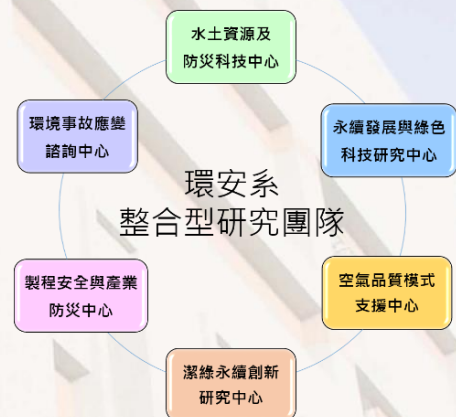 水土資源及
防災科技中心
環境事故應變
諮詢中心
永續發展與綠色
科技研究中心
環安系
整合型研究團隊
製程安全與產業
防災中心
空氣品質模式
支援中心
潔綠永續創新
研究中心